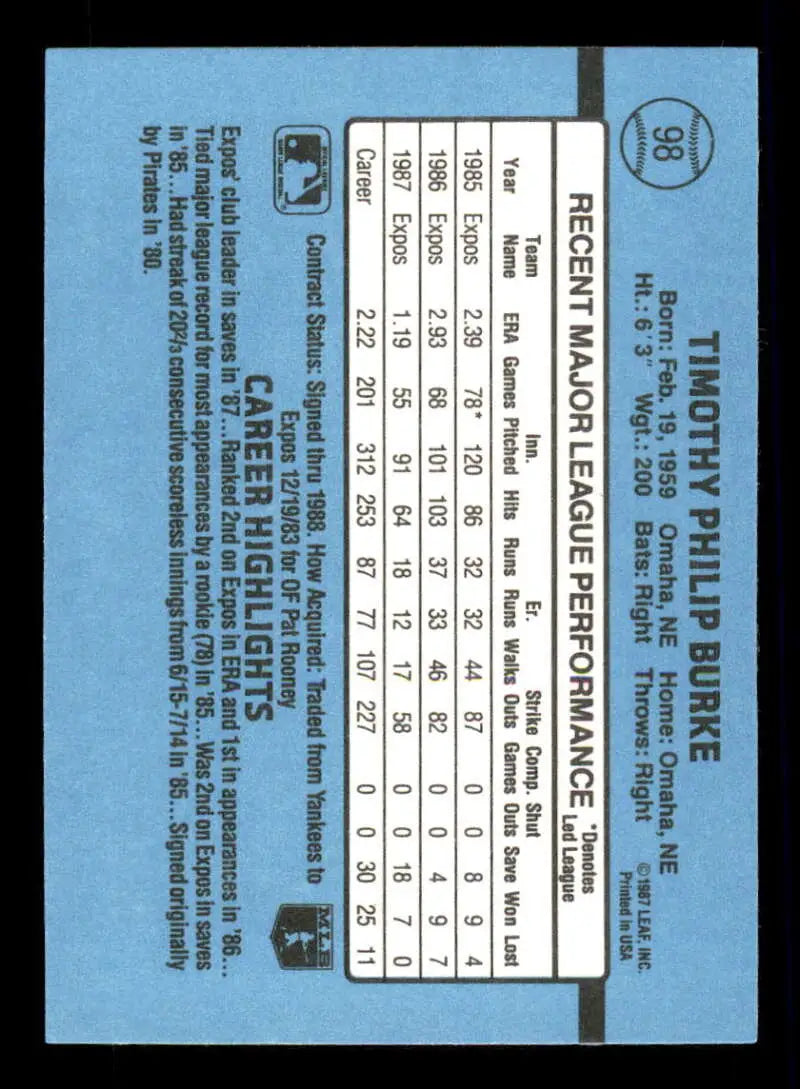 98
TIMOTHY PHILIP BURKE
Born: Feb. 19, 1959 Omaha, NE Home: Omaha, NE
Ht.: 6'3" Wgt.: 200 Bats: Right Throws: Right
©1987 LEAF, INC.
Printed in USA
RECENT MAJOR LEAGUE PERFORMANCE *Denotes Led League
Team Inn. Er. Strike Comp. Shut
Year Name ERA Games Pitched Hits Runs Runs Walks Outs Games Outs Save Won Lost
1985 Expos 2.39 78* 120 86 32 32 44 87 0 0 8 9 4
1986 Expos 2.93 68 101 103 37 33 46 82 0 0 4 9 7
1987 Expos 1.19 55 91 64 18 12 17 58 0 0 18 7 0
Career 2.22 201 312 253 87 77 107 227 0 0 30 25 11
Contract Status: Signed thru 1988. How Acquired: Traded from Yankees to
Expos 12/19/83 for OF Pat Rooney
MLB
CAREER HIGHLIGHTS
Expos' club leader in saves in '87...Ranked 2nd on Expos in ERA and 1st in appearances in '86...
Tied major league record for most appearances by a rookie (78) in '85...Was 2nd on Expos in saves
in '85...Had streak of 20⅔ consecutive scoreless innings from 6/15-7/14 in '85...Signed originally
by Pirates in '80.